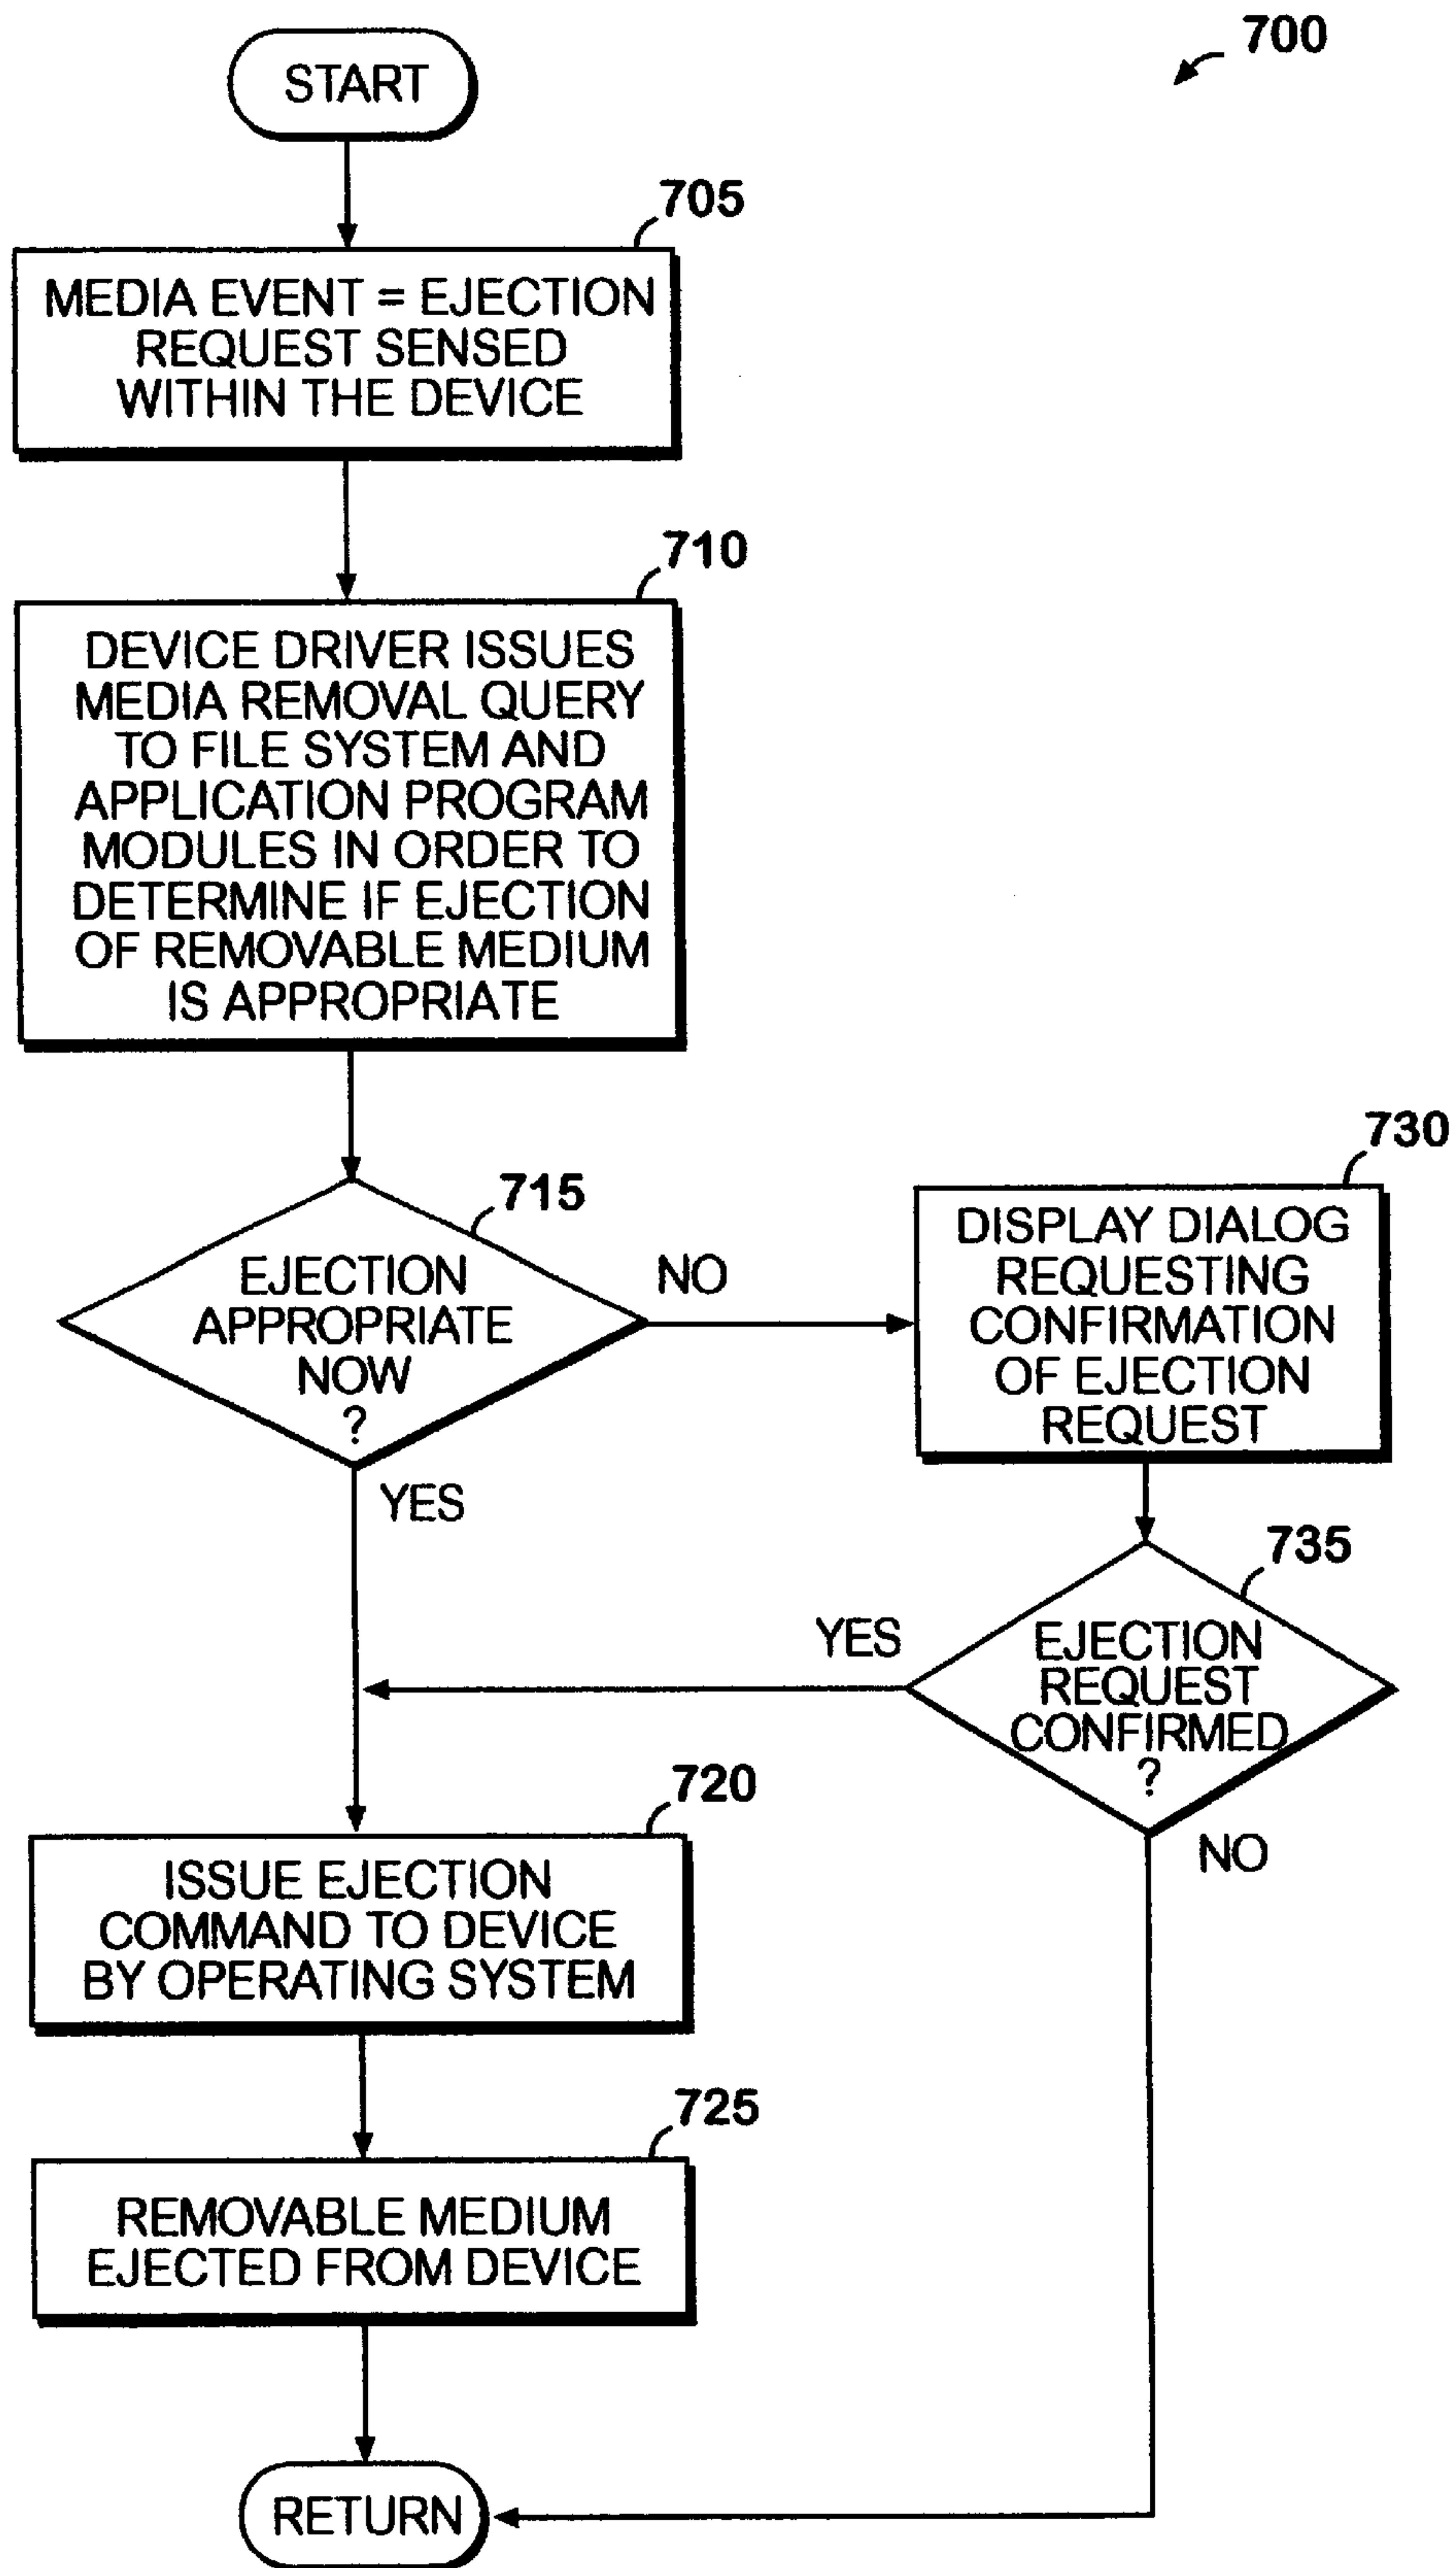 700
START
705
MEDIA EVENT = EJECTION
REQUEST SENSED
WITHIN THE DEVICE
710
DEVICE DRIVER ISSUES
MEDIA REMOVAL QUERY
TO FILE SYSTEM AND
APPLICATION PROGRAM
MODULES IN ORDER TO
DETERMINE IF EJECTION
OF REMOVABLE MEDIUM
IS APPROPRIATE
715
EJECTION
APPROPRIATE
NOW
?
NO
YES
730
DISPLAY DIALOG
REQUESTING
CONFIRMATION
OF EJECTION
REQUEST
735
EJECTION
REQUEST
CONFIRMED
?
YES
NO
720
ISSUE EJECTION
COMMAND TO DEVICE
BY OPERATING SYSTEM
725
REMOVABLE MEDIUM
EJECTED FROM DEVICE
RETURN